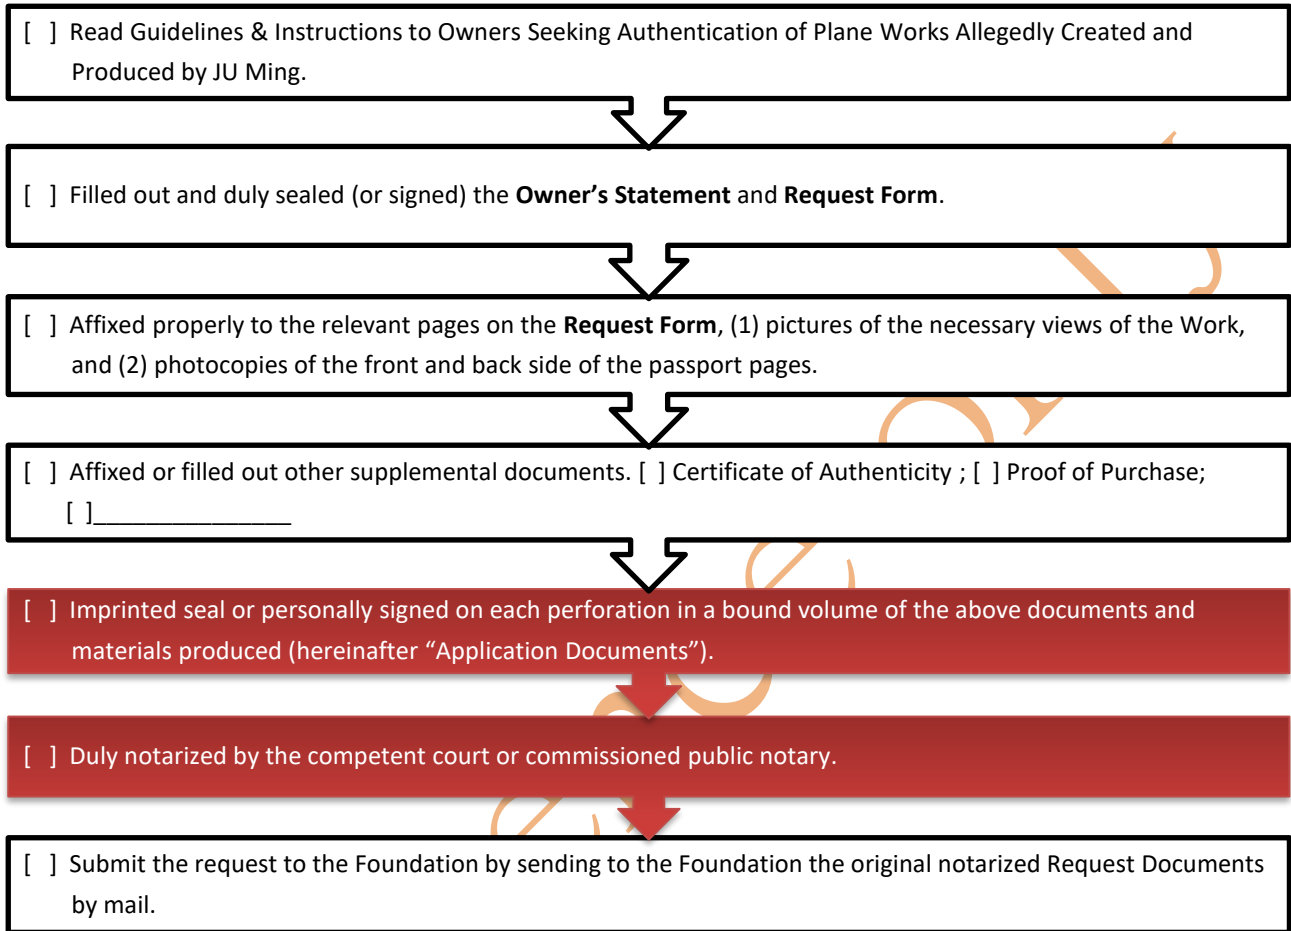 [ ] Read Guidelines & Instructions to Owners Seeking Authentication of Plane Works Allegedly Created and
Produced by JU Ming.
[ ] Filled out and duly sealed (or signed) the Owner’s Statement and Request Form.
[ ] Affixed properly to the relevant pages on the Request Form, (1) pictures of the necessary views of the Work,
and (2) photocopies of the front and back side of the passport pages.
[ ] Affixed or filled out other supplemental documents. [ ] Certificate of Authenticity ; [ ] Proof of Purchase;
[ ]_______________
[ ] Imprinted seal or personally signed on each perforation in a bound volume of the above documents and
materials produced (hereinafter “Application Documents”).
[ ] Duly notarized by the competent court or commissioned public notary.
[ ] Submit the request to the Foundation by sending to the Foundation the original notarized Request Documents
by mail.